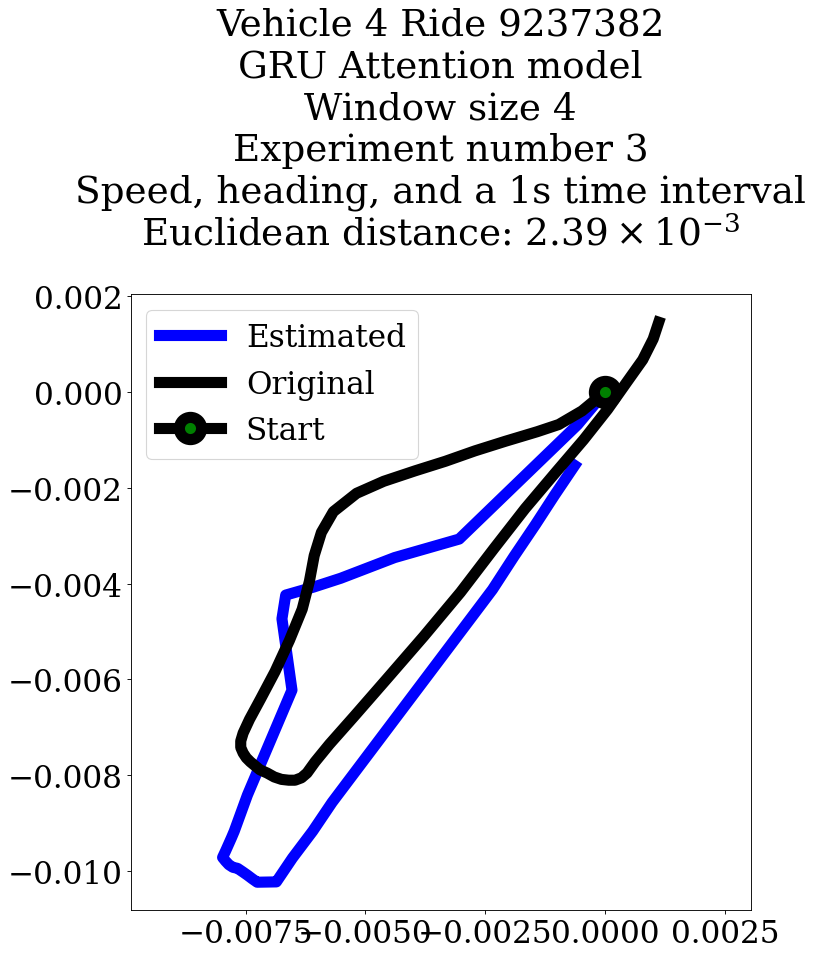 Vehicle 4 Ride 9237382
GRU Attention model
Window size 4
Experiment number 3
Speed, heading, and a 1s time interval
Euclidean distance: 2.39 × 10⁻³
0.002
Estimated
Original
Start
0.000
−0.002
−0.004
−0.006
−0.008
−0.010
−0.0075 −0.0050 −0.0025 0.0000 0.0025